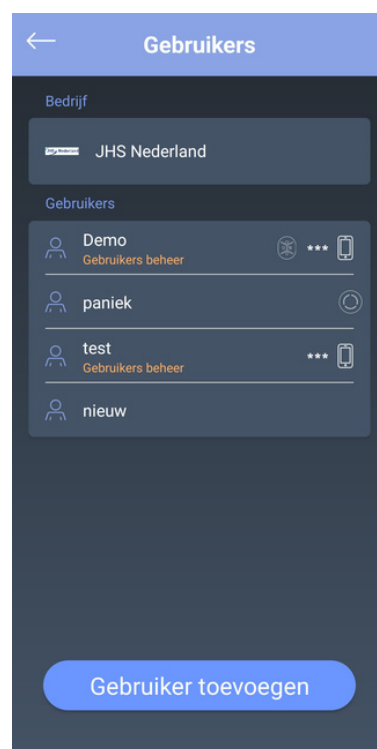 Gebruikers
Bedrijf
JHS Nederland
Gebruikers
Demo
Gebruikers beheer
***
paniek
test
Gebruikers beheer
***
nieuw
Gebruiker toevoegen